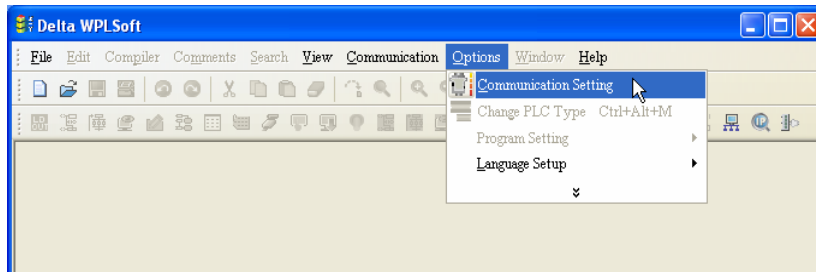 Delta WPLSoft
File Edit Compiler Comments Search View Communication Options Window Help
Communication Setting
Change PLC Type Ctrl+Alt+M
Program Setting
Language Setup